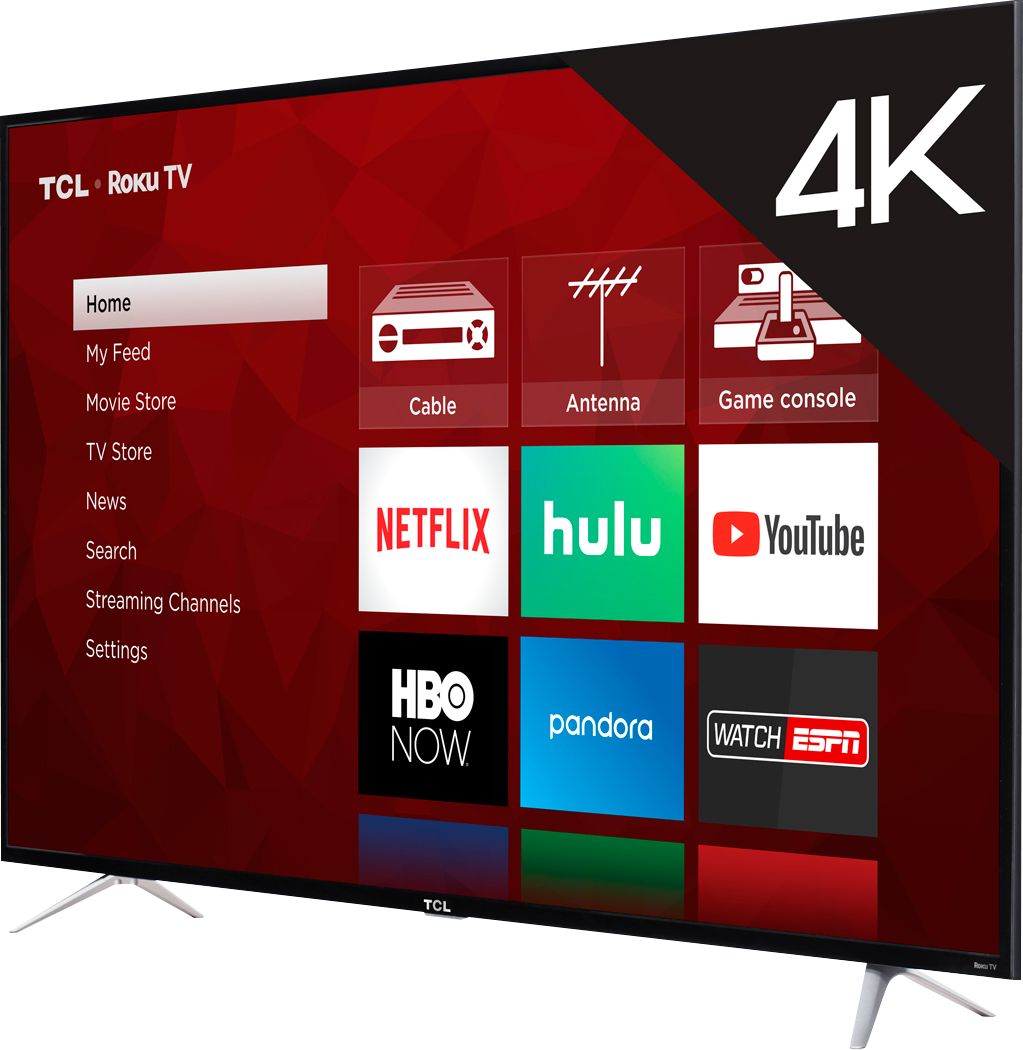 4K
TCL • Roku TV
Home
My Feed
Movie Store
TV Store
News
Search
Streaming Channels
Settings
Cable
Antenna
Game console
NETFLIX
hulu
YouTube
HBO
NOW.
pandora
WATCH ESPN
TCL
Roku TV